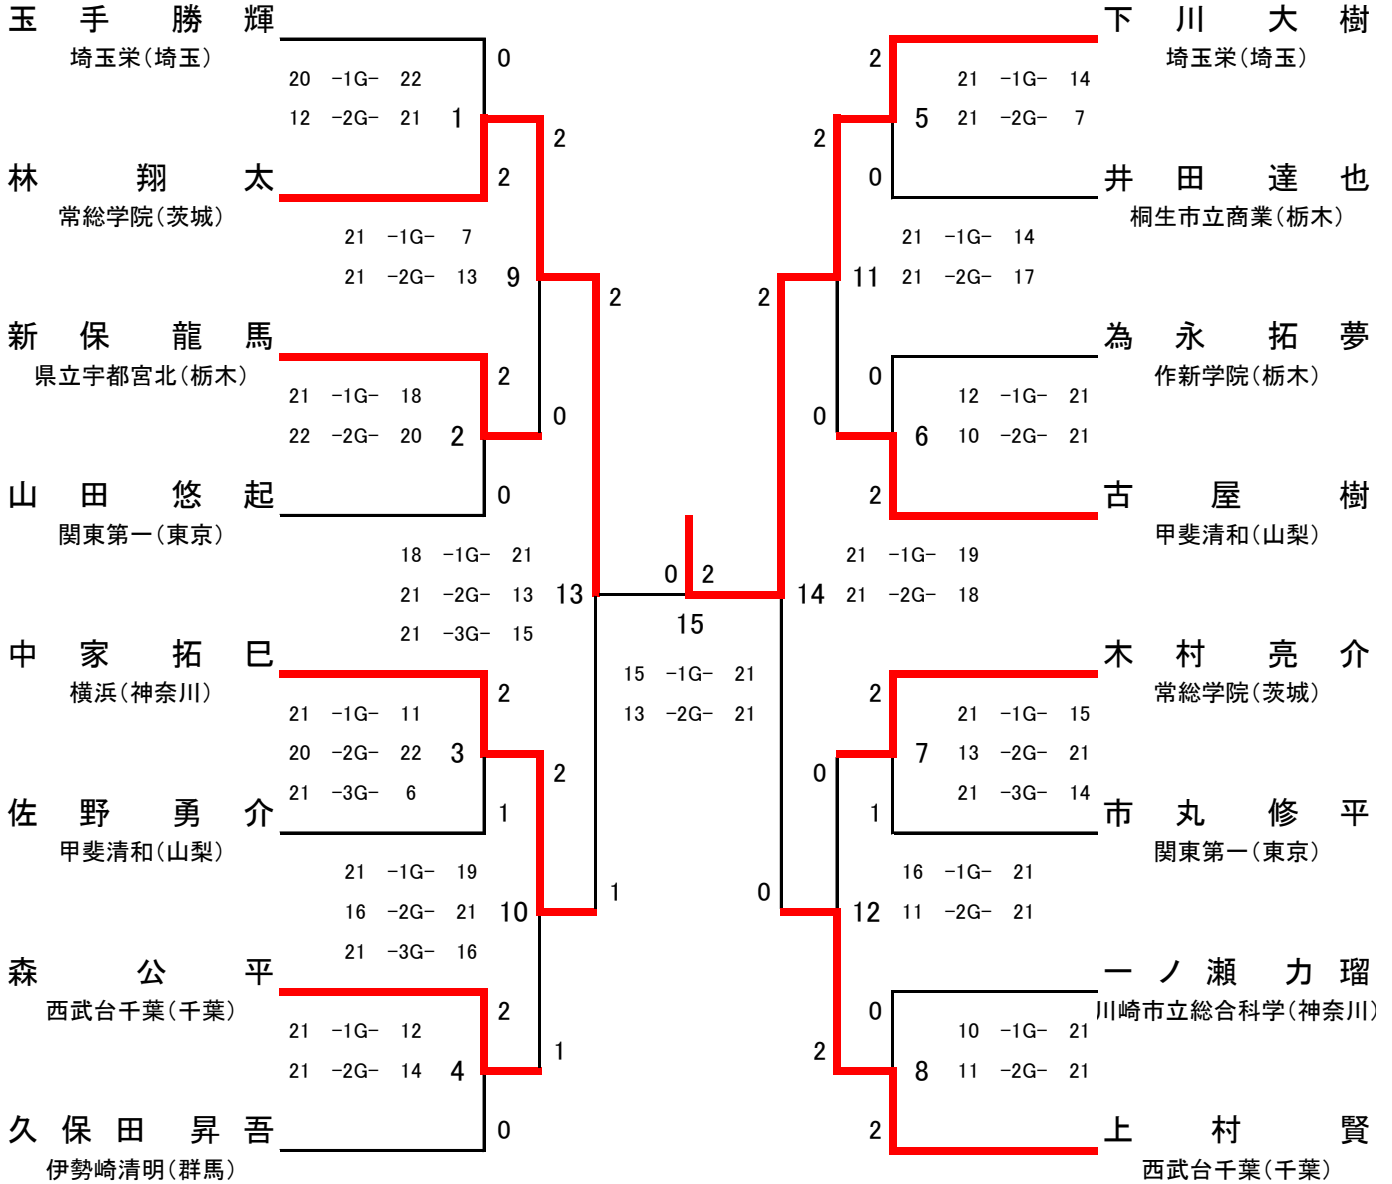 玉手勝輝
埼玉栄(埼玉)
0
20 -1G- 22
12 -2G- 21
1
2
林翔太
常総学院(茨城)
2
21 -1G- 7
21 -2G- 13
9
2
新保龍馬
県立宇都宮北(栃木)
2
21 -1G- 18
22 -2G- 20
2
0
山田悠起
関東第一(東京)
0
18 -1G- 21
21 -2G- 13
21 -3G- 15
13
中家拓巳
横浜(神奈川)
2
21 -1G- 11
20 -2G- 22
21 -3G- 6
3
2
佐野勇介
甲斐清和(山梨)
1
21 -1G- 19
16 -2G- 21
21 -3G- 16
10
1
森公平
西武台千葉(千葉)
2
21 -1G- 12
21 -2G- 14
4
1
久保田昇吾
伊勢崎清明(群馬)
0
0 2
15
15 -1G- 21
13 -2G- 21
下川大樹
埼玉栄(埼玉)
2
21 -1G- 14
21 -2G- 7
5
2
井田達也
桐生市立商業(栃木)
0
21 -1G- 14
21 -2G- 17
11
2
為永拓夢
作新学院(栃木)
0
12 -1G- 21
10 -2G- 21
6
0
古屋樹
甲斐清和(山梨)
2
21 -1G- 19
21 -2G- 18
14
木村亮介
常総学院(茨城)
2
21 -1G- 15
13 -2G- 21
21 -3G- 14
7
0
市丸修平
関東第一(東京)
1
16 -1G- 21
11 -2G- 21
12
0
一ノ瀬力瑠
川崎市立総合科学(神奈川)
0
10 -1G- 21
11 -2G- 21
8
2
上村賢
西武台千葉(千葉)
2